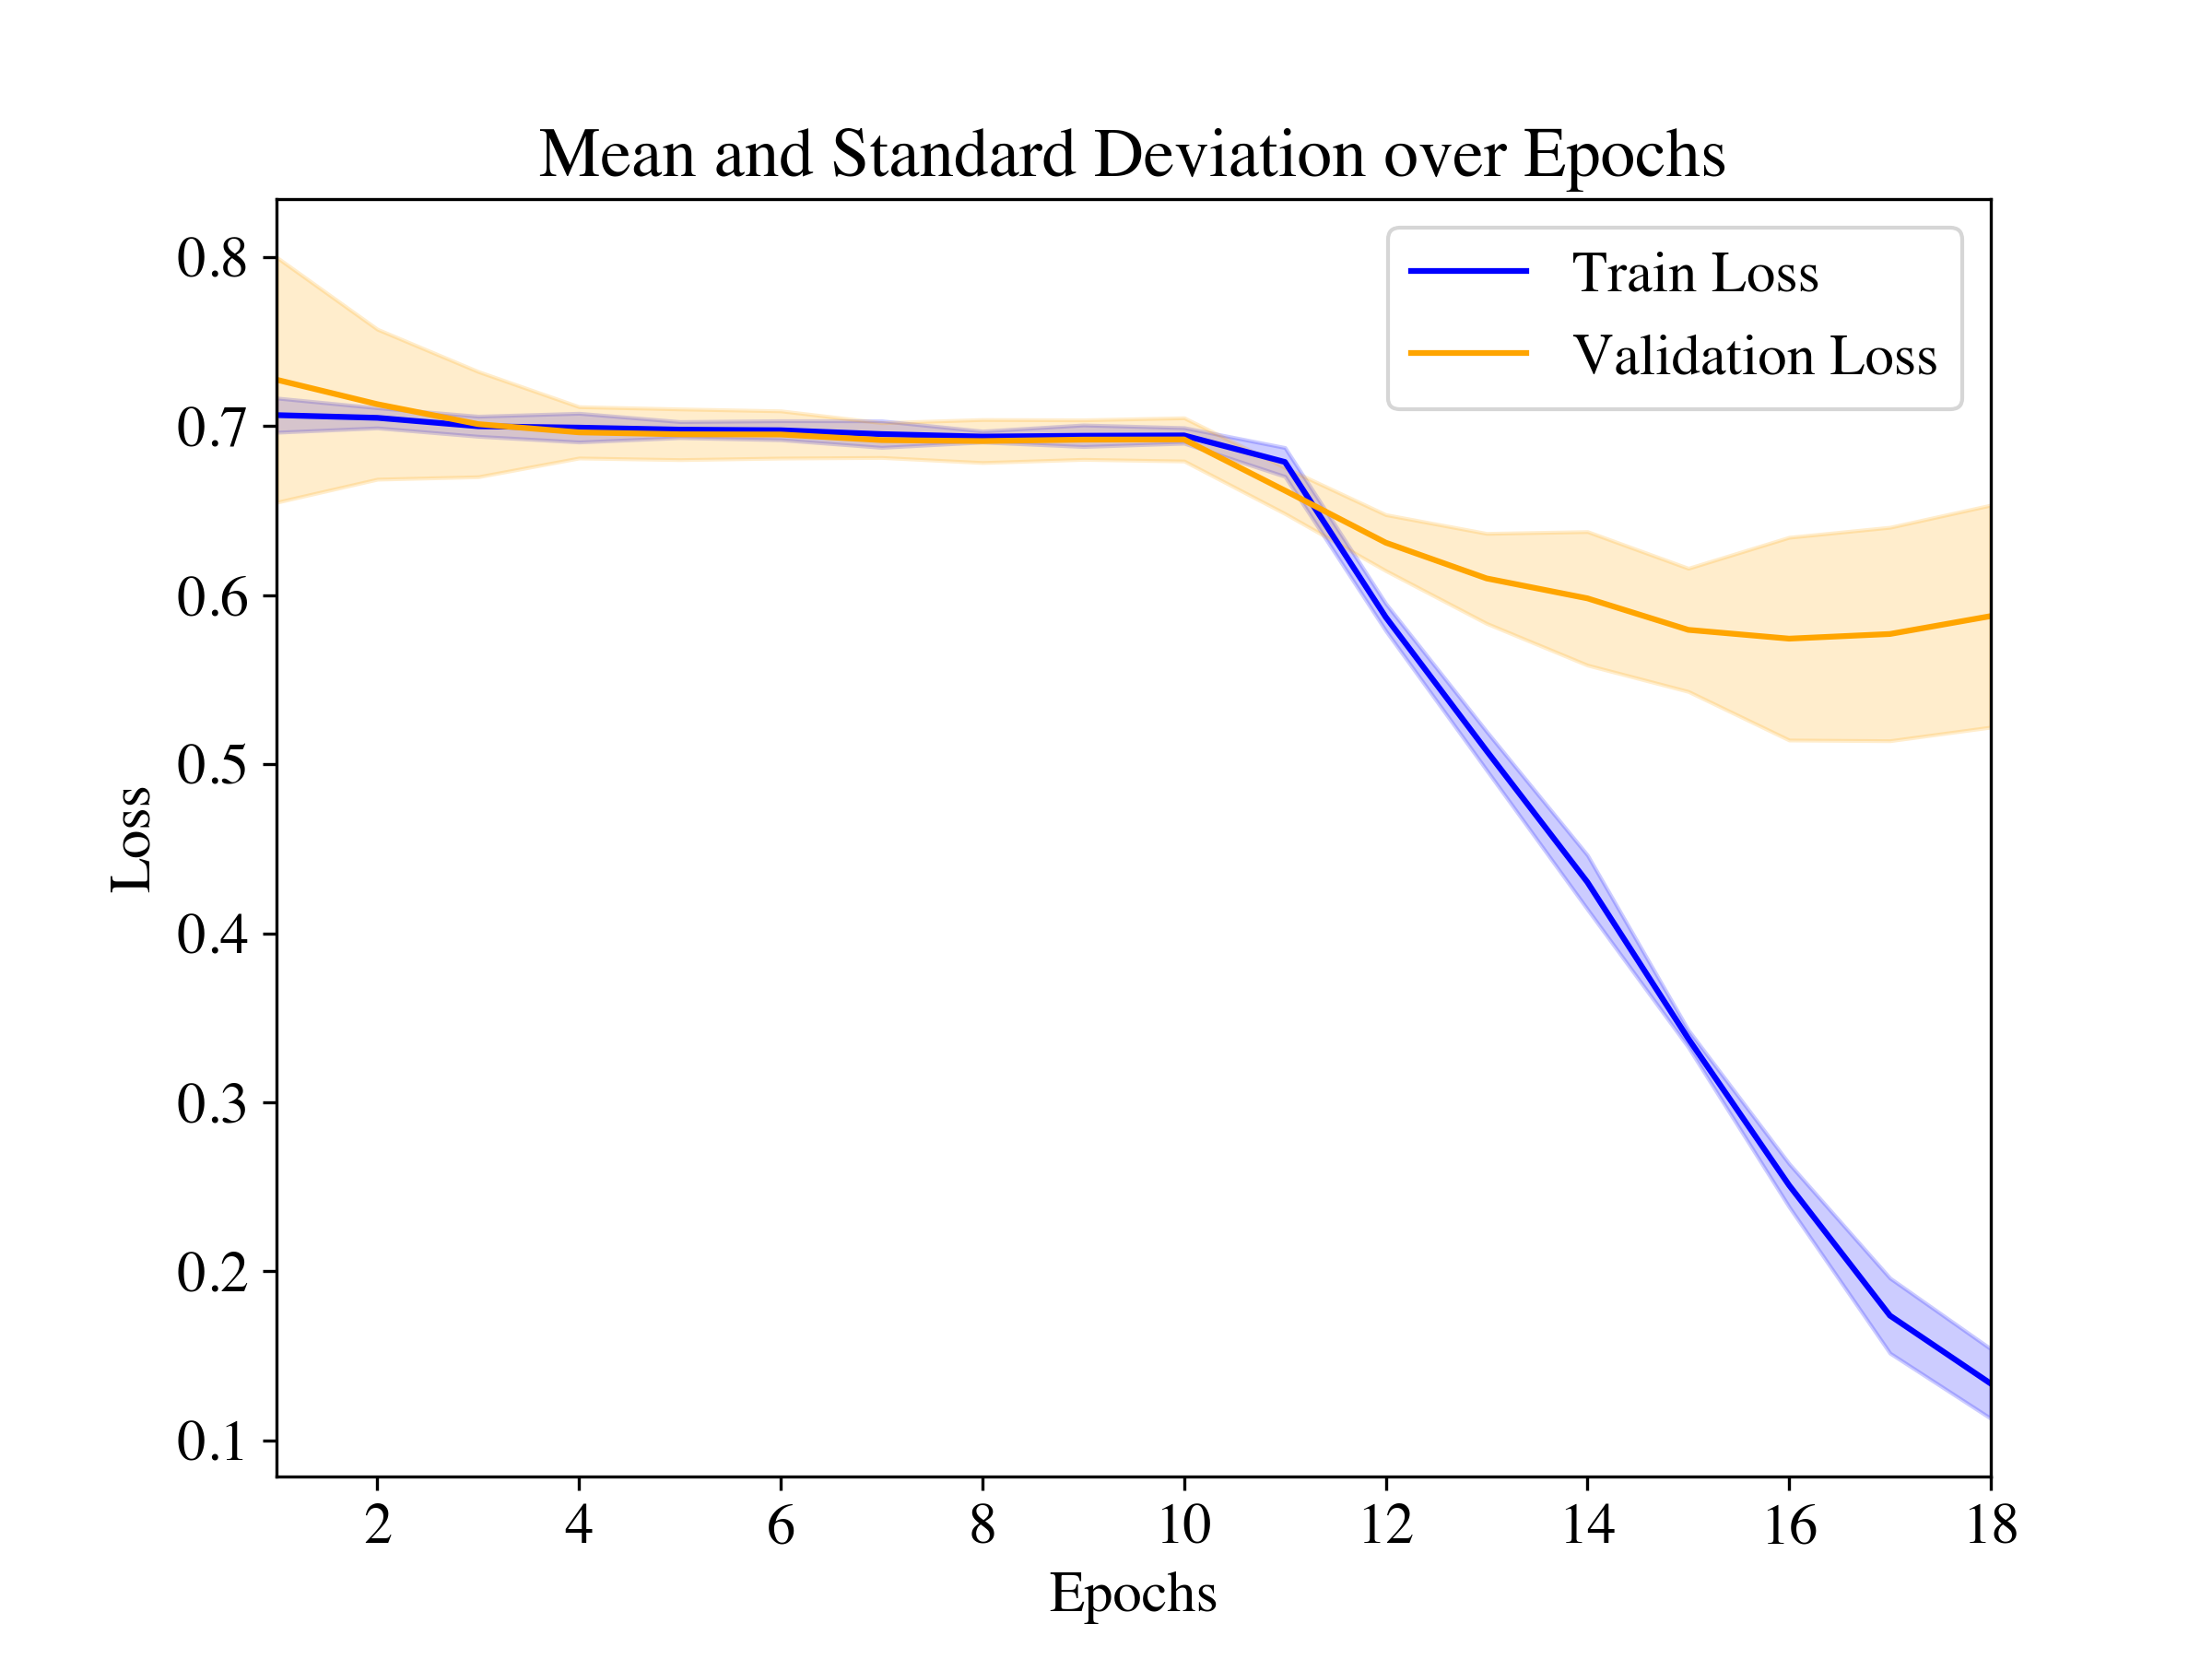 Mean and Standard Deviation over Epochs
Train Loss
Validation Loss
0.8
0.7
0.6
0.5
0.4
0.3
0.2
0.1
Loss
2 4 6 8 10 12 14 16 18
Epochs